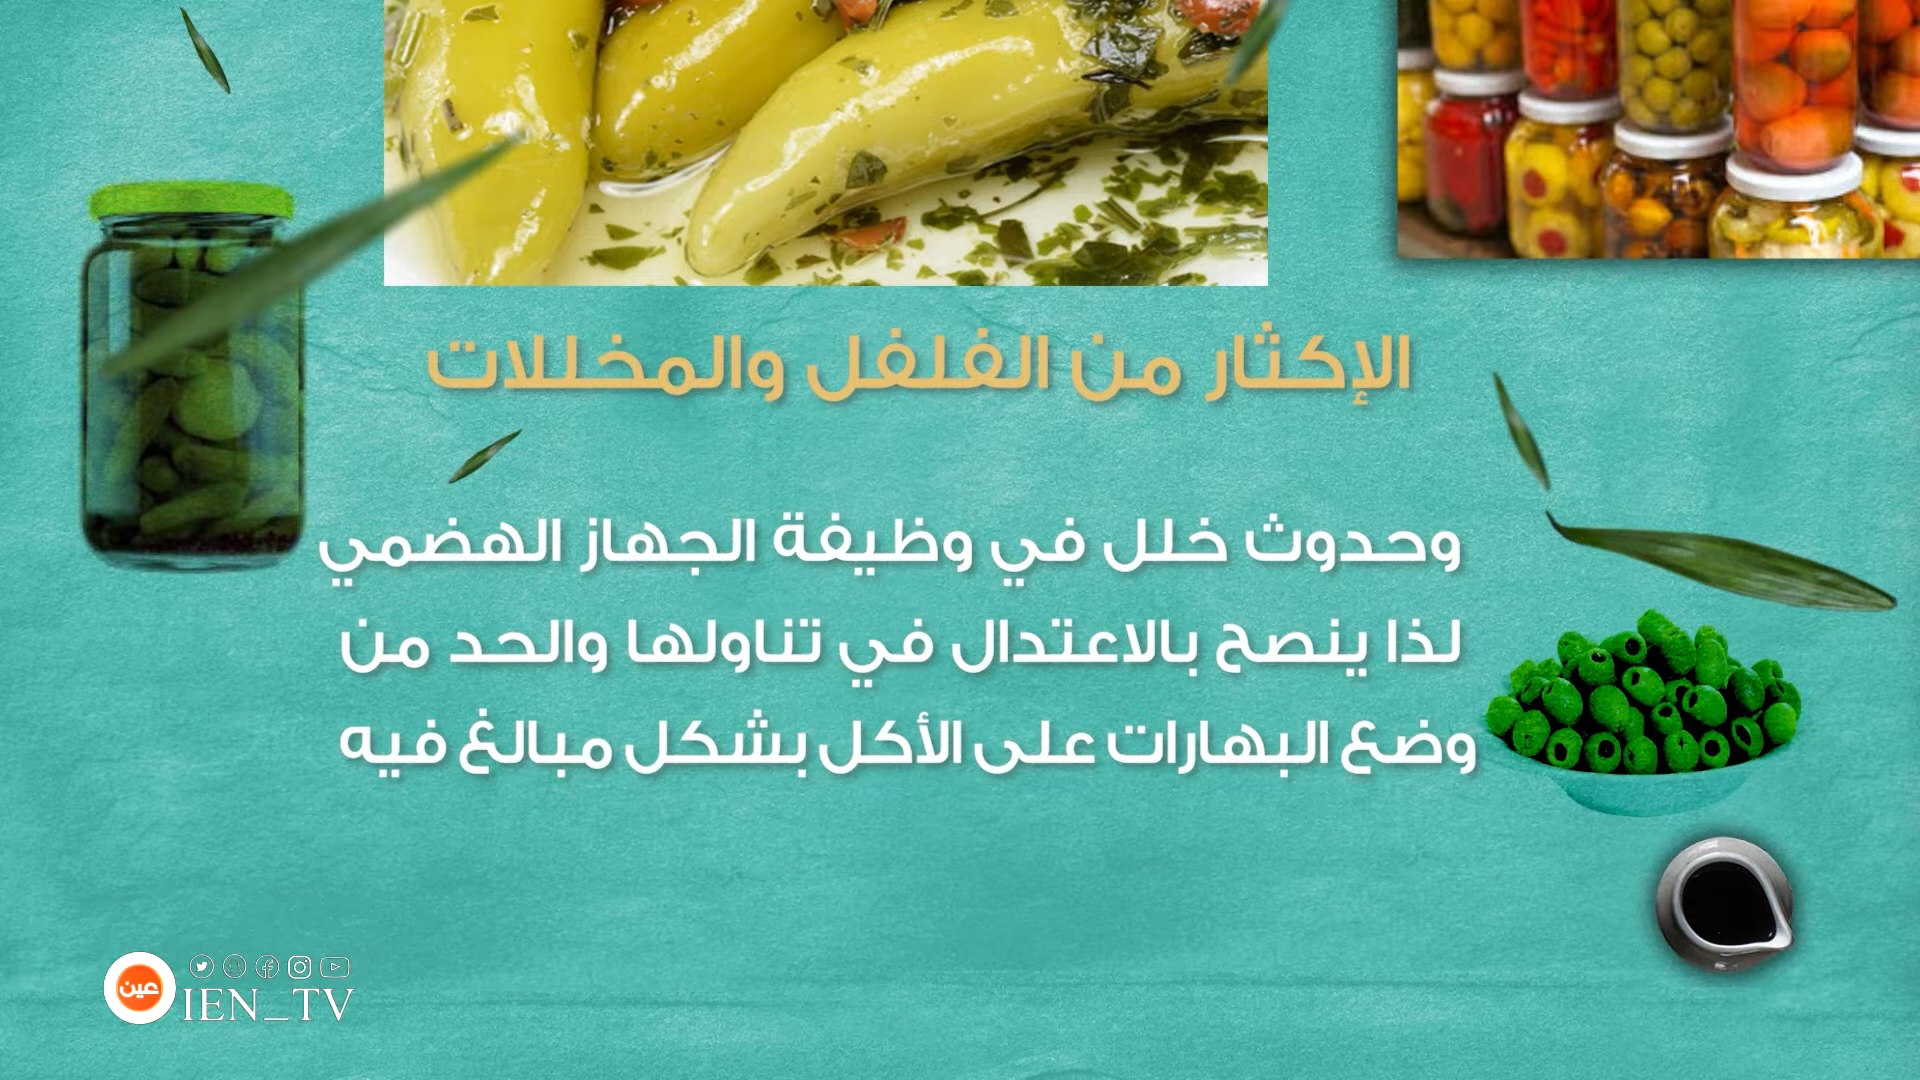 الإكثار من الفلفل والمخللات
وحدوث خلل في وظيفة الجهاز الهضمي
لذا ينصح بالاعتدال في تناولها والحد من
وضع البهارات على الأكل بشكل مبالغ فيه
عين
IEN_TV